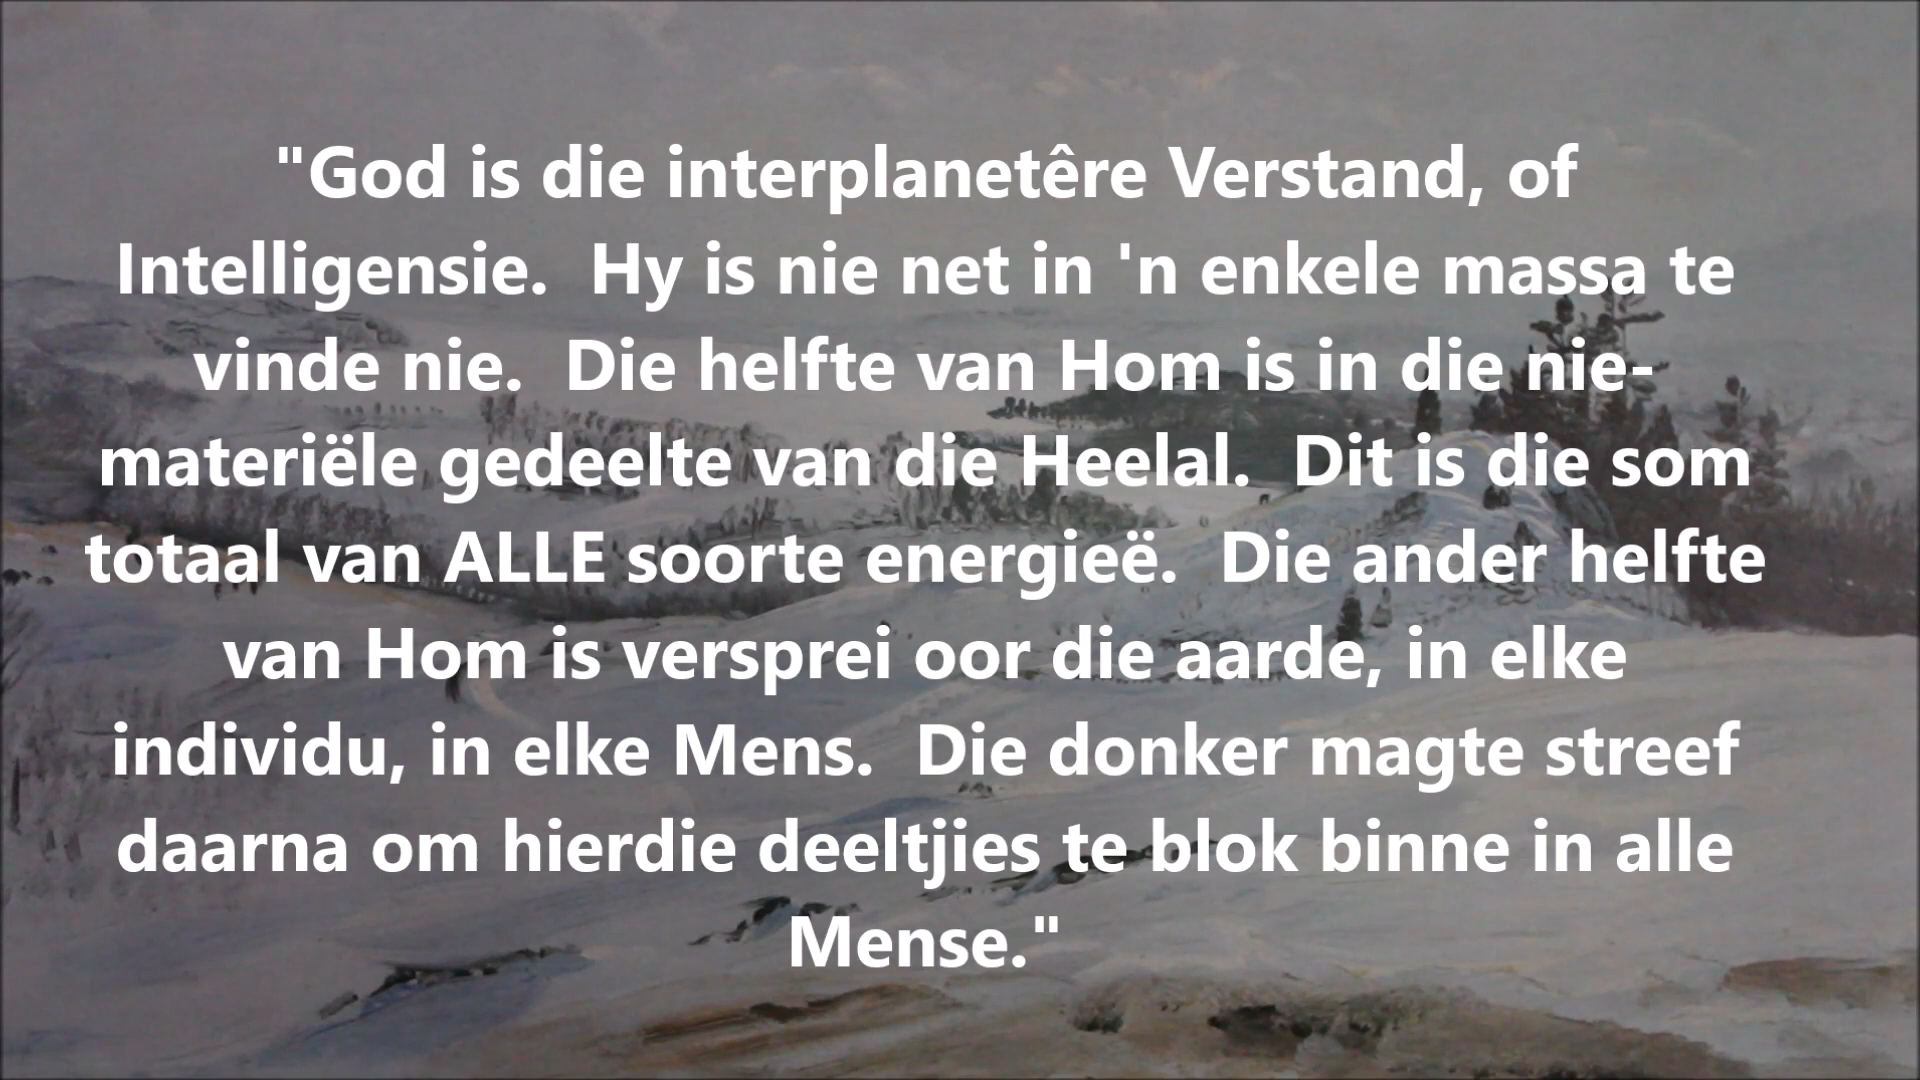 "God is die interplanetêre Verstand, of
Intelligensie.  Hy is nie net in 'n enkele massa te
vinde nie.  Die helfte van Hom is in die nie-
materiële gedeelte van die Heelal.  Dit is die som
totaal van ALLE soorte energieë.  Die ander helfte
van Hom is versprei oor die aarde, in elke
individu, in elke Mens.  Die donker magte streef
daarna om hierdie deeltjies te blok binne in alle
Mense."